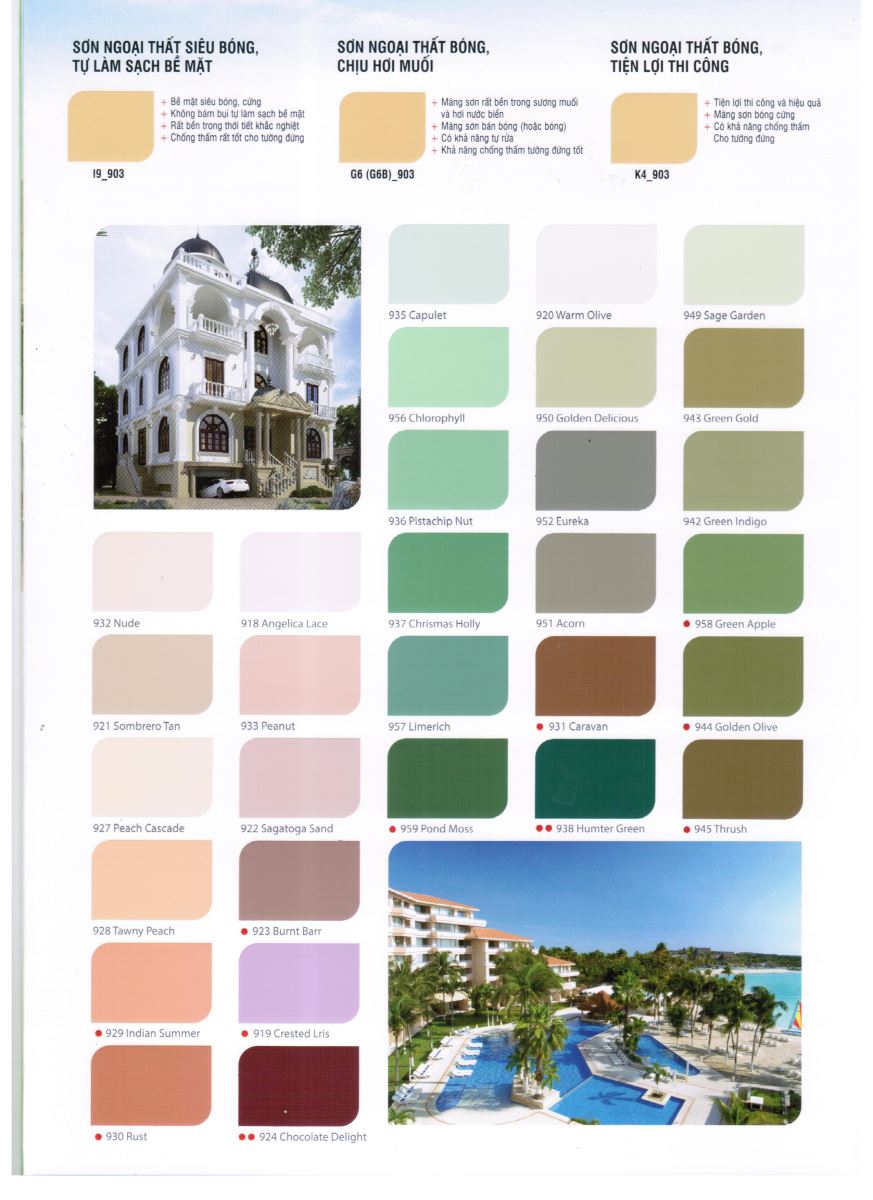 SƠN NGOẠI THẤT SIÊU BÓNG,
TỰ LÀM SẠCH BỀ MẶT
+ Bề mặt siêu bóng, cứng
+ Không bám bụi tự làm sạch bề mặt
+ Rất bền trong thời tiết khắc nghiệt
+ Chống thấm rất tốt cho tường đứng
I9_903
SƠN NGOẠI THẤT BÓNG,
CHỊU HƠI MUỐI
+ Màng sơn rất bền trong sương muối
và hơi nước biển
+ Màng sơn bán bóng (hoặc bóng)
+ Có khả năng tự rửa
+ Khả năng chống thấm tường đứng tốt
G6 (G6B)_903
SƠN NGOẠI THẤT BÓNG,
TIỆN LỢI THI CÔNG
+ Tiện lợi thi công và hiệu quả
+ Màng sơn bóng cứng
+ Có khả năng chống thấm
Cho tường đứng
K4_903
935 Capulet
920 Warm Olive
949 Sage Garden
956 Chlorophyll
950 Golden Delicious
943 Green Gold
936 Pistachip Nut
952 Eureka
942 Green Indigo
932 Nude
918 Angelica Lace
937 Chrismas Holly
951 Acorn
958 Green Apple
921 Sombrero Tan
933 Peanut
957 Limerich
931 Caravan
944 Golden Olive
927 Peach Cascade
922 Sagatoga Sand
959 Pond Moss
938 Humter Green
945 Thrush
928 Tawny Peach
923 Burnt Barr
929 Indian Summer
919 Crested Lris
930 Rust
924 Chocolate Delight